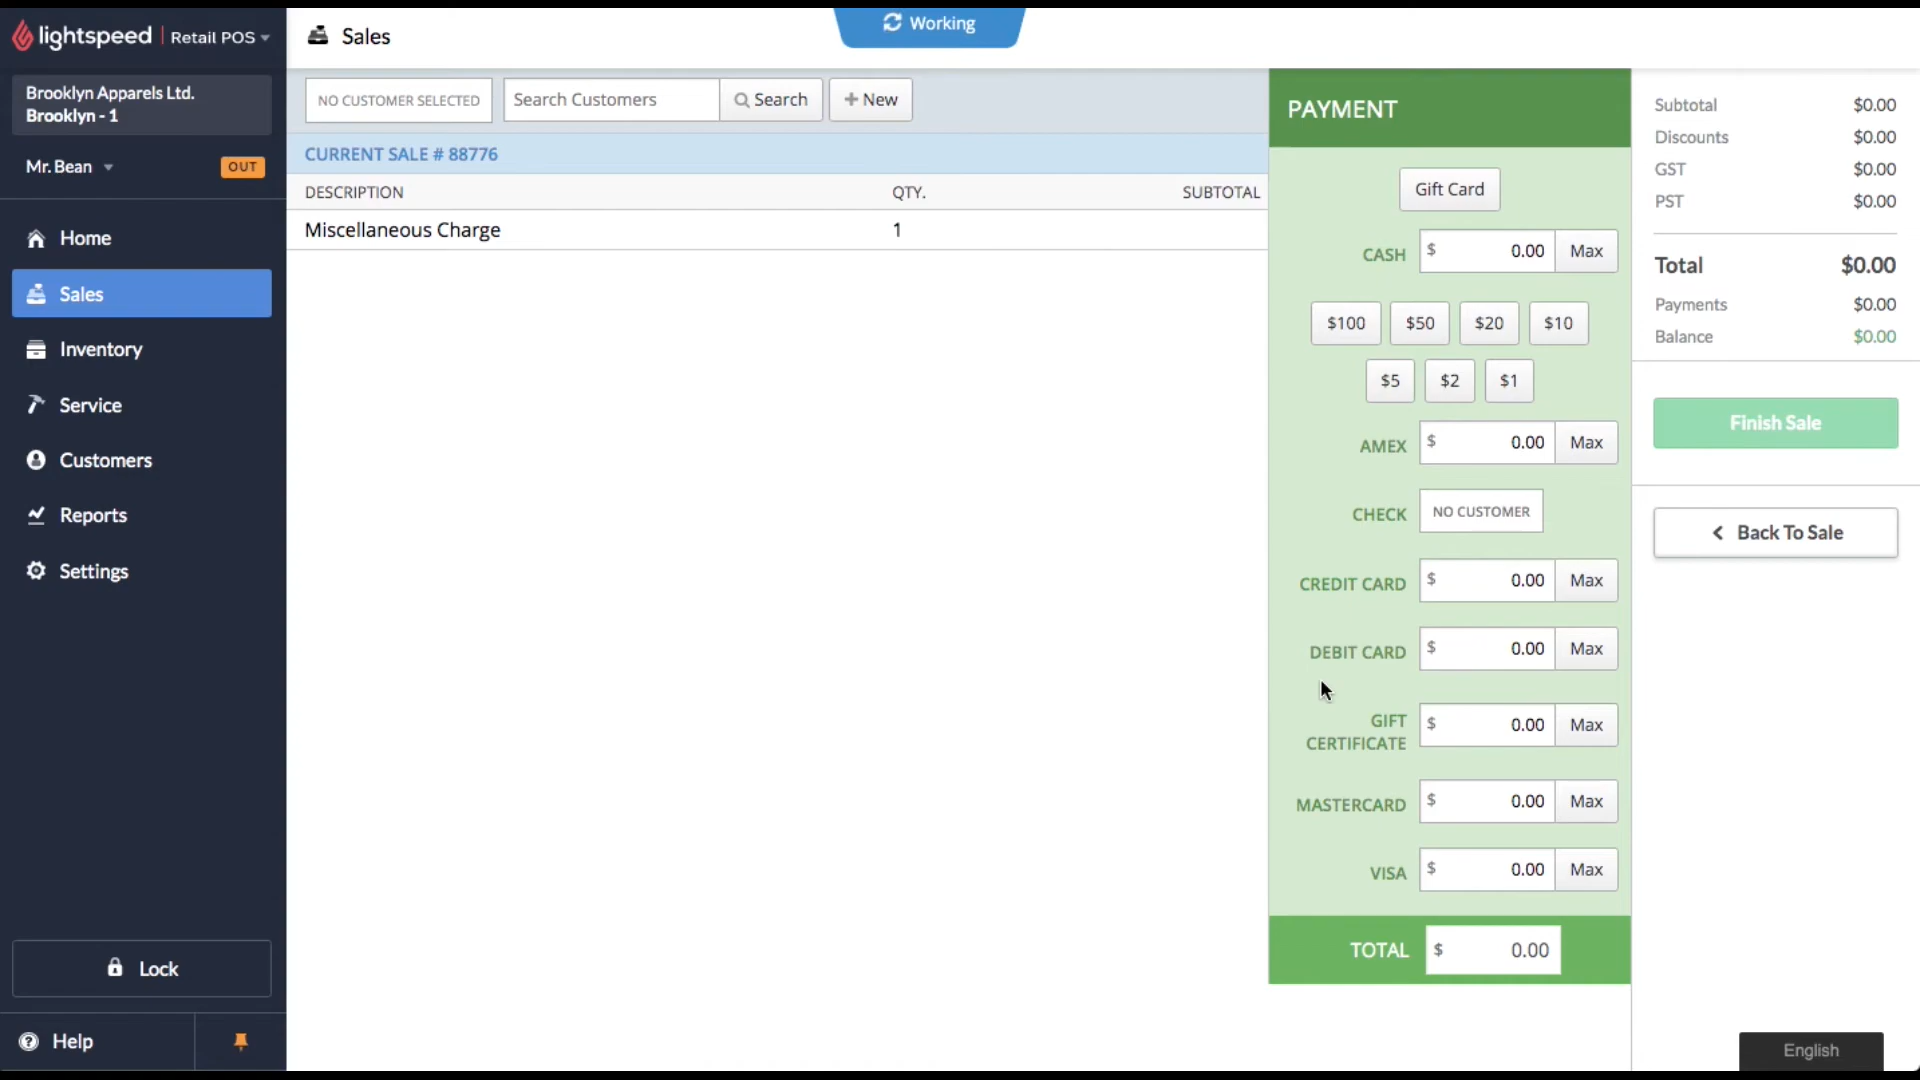 lightspeed | Retail POS
Sales
Working
Brooklyn Apparels Ltd.
Brooklyn - 1
Mr. Bean
OUT
Home
Sales
Inventory
Service
Customers
Reports
Settings
Lock
Help
NO CUSTOMER SELECTED
Search Customers
Search
+ New
CURRENT SALE # 88776
DESCRIPTION QTY. SUBTOTAL
Miscellaneous Charge 1
PAYMENT
Gift Card
CASH $ 0.00 Max
$100 $50 $20 $10
$5 $2 $1
AMEX $ 0.00 Max
CHECK NO CUSTOMER
CREDIT CARD $ 0.00 Max
DEBIT CARD $ 0.00 Max
GIFT
CERTIFICATE $ 0.00 Max
MASTERCARD $ 0.00 Max
VISA $ 0.00 Max
TOTAL $ 0.00
Subtotal $0.00
Discounts $0.00
GST $0.00
PST $0.00
Total $0.00
Payments $0.00
Balance $0.00
Finish Sale
Back To Sale
English